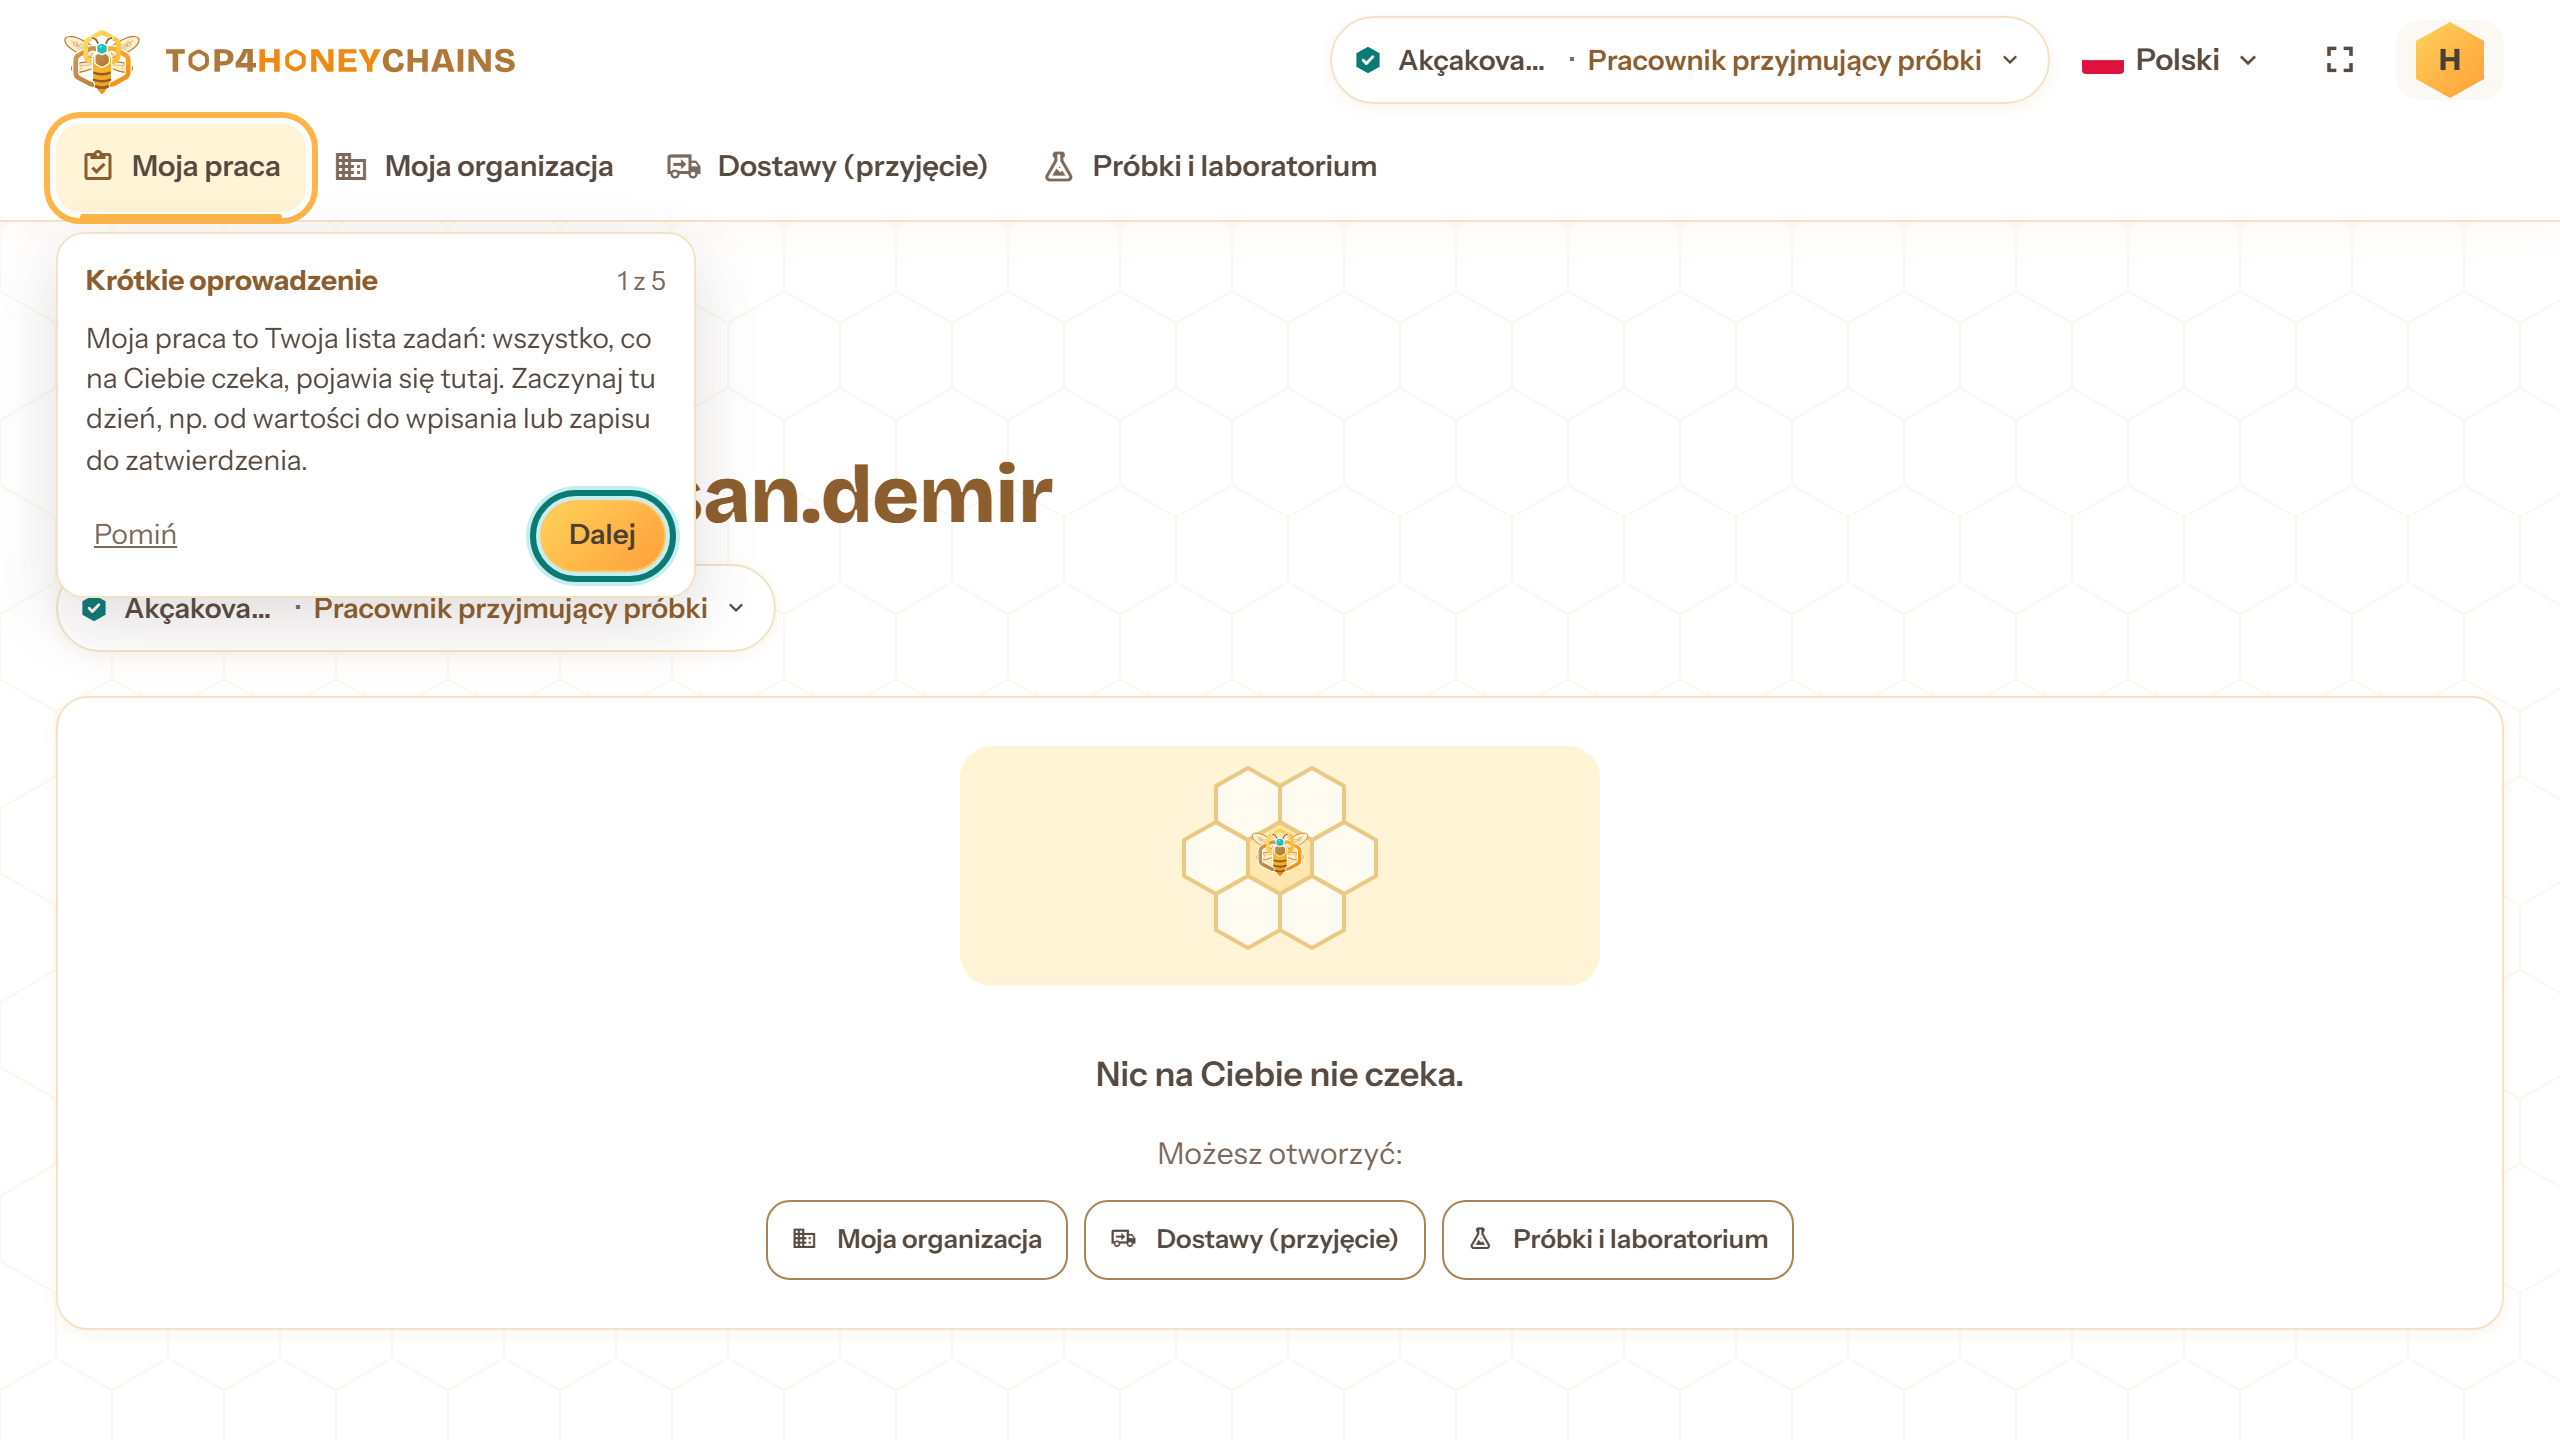 TOP4HONEYCHAINS
Akçakova... · Pracownik przyjmujący próbki
Polski
H
Moja praca
Moja organizacja
Dostawy (przyjęcie)
Próbki i laboratorium
Krótkie oprowadzenie
1 z 5
Moja praca to Twoja lista zadań: wszystko, co
na Ciebie czeka, pojawia się tutaj. Zaczynaj tu
dzień, np. od wartości do wpisania lub zapisu
do zatwierdzenia.
Pomiń
Dalej
san.demir
Akçakova... · Pracownik przyjmujący próbki
Nic na Ciebie nie czeka.
Możesz otworzyć:
Moja organizacja
Dostawy (przyjęcie)
Próbki i laboratorium